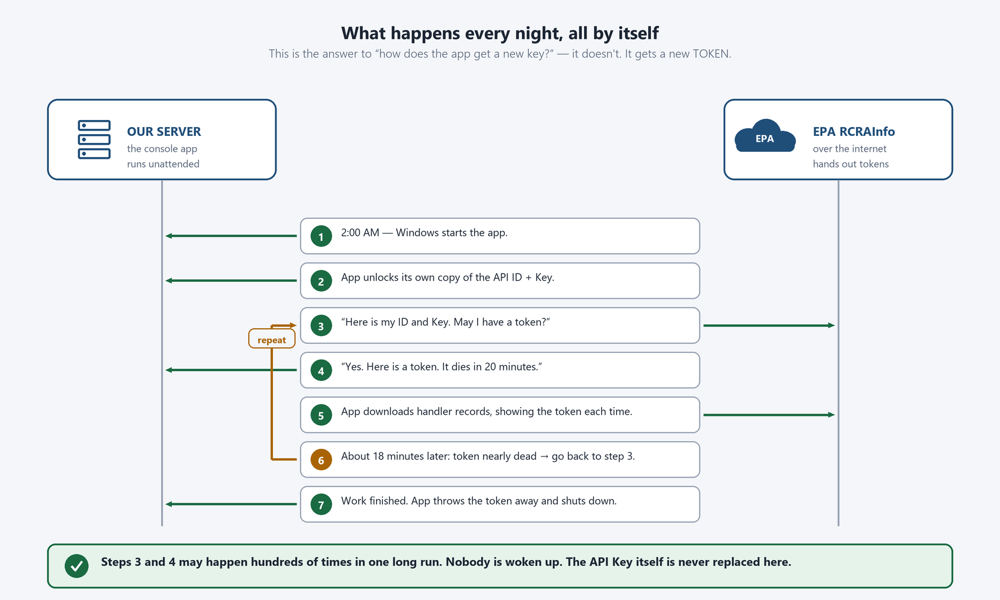 What happens every night, all by itself
This is the answer to “how does the app get a new key?” — it doesn't. It gets a new TOKEN.
OUR SERVER
the console app
runs unattended
EPA
EPA RCRAInfo
over the internet
hands out tokens
1
2:00 AM — Windows starts the app.
2
App unlocks its own copy of the API ID + Key.
3
“Here is my ID and Key. May I have a token?”
repeat
4
“Yes. Here is a token. It dies in 20 minutes.”
5
App downloads handler records, showing the token each time.
6
About 18 minutes later: token nearly dead → go back to step 3.
7
Work finished. App throws the token away and shuts down.
Steps 3 and 4 may happen hundreds of times in one long run. Nobody is woken up. The API Key itself is never replaced here.